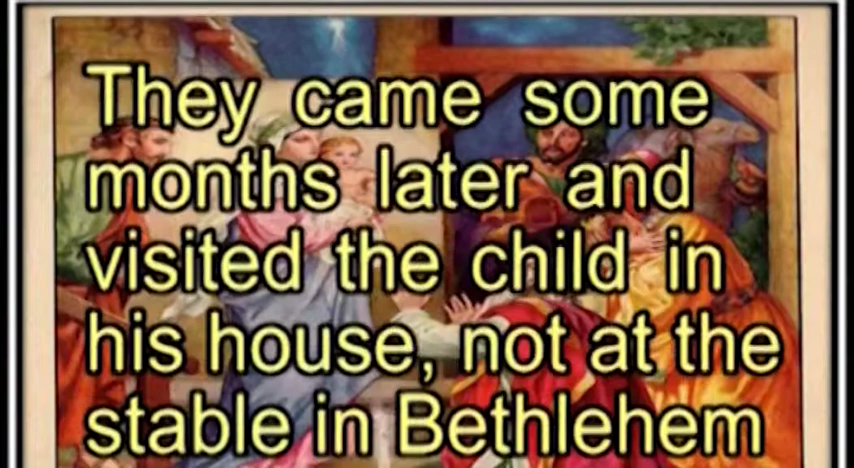 They came some
months later and
visited the child in
his house, not at the
stable in Bethlehem